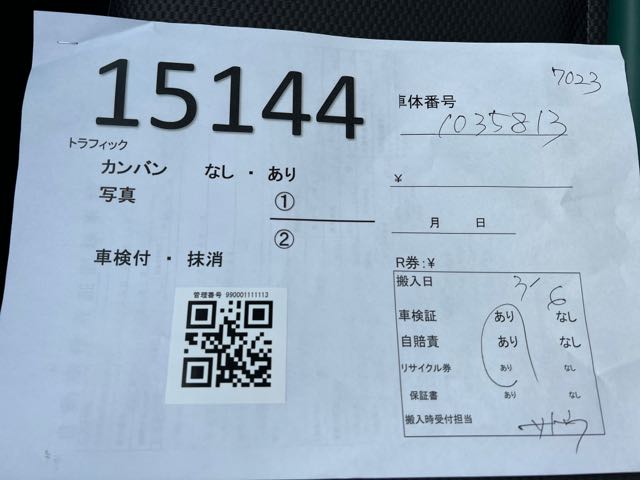 7023
15144
車体番号
1035813
トラフィック
カンバン なし ・ あり
¥
写真 ①
②
月 日
車検付 ・ 抹消
R券:¥
管理番号 990001111113
搬入日 3/6
車検証 あり なし
自賠責 あり なし
リサイクル券 あり なし
保証書 あり なし
搬入時受付担当